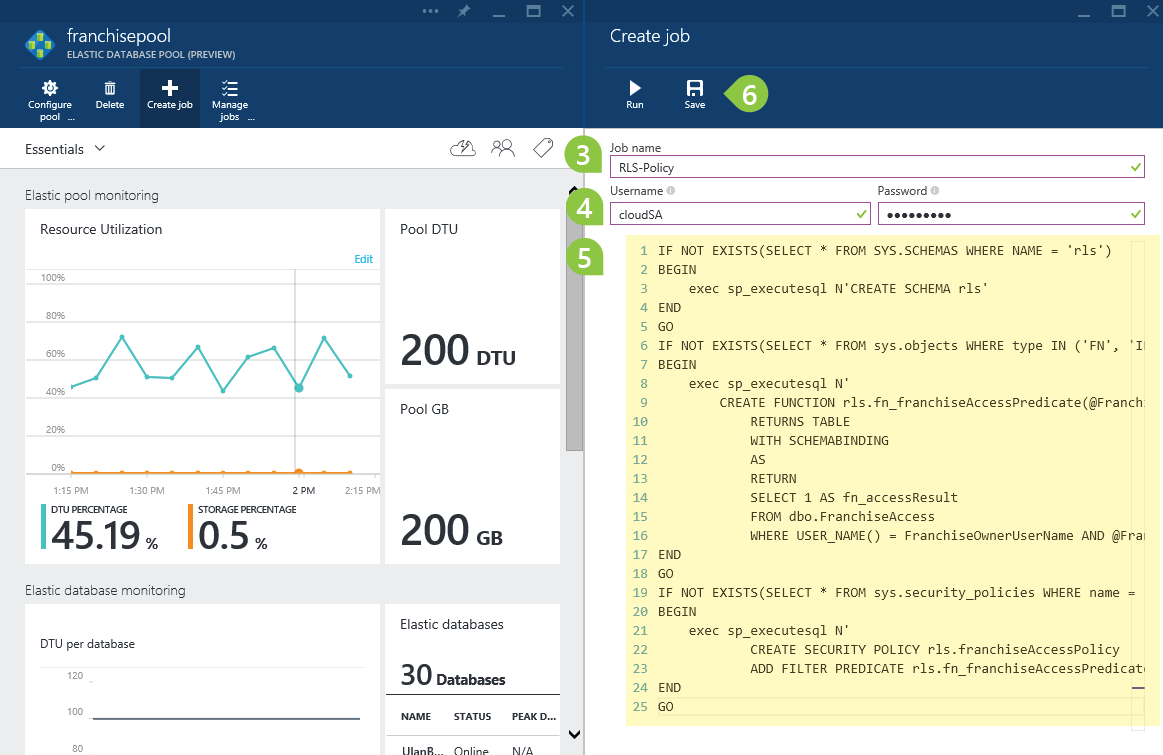 franchisepool
ELASTIC DATABASE POOL (PREVIEW)
Configure pool ...
Delete
Create job
Manage jobs ...
Essentials
Elastic pool monitoring
Resource Utilization
Edit
100%
80%
60%
40%
20%
0%
1:15 PM 1:30 PM 1:45 PM 2 PM 2:15 PM
DTU PERCENTAGE
45.19 %
STORAGE PERCENTAGE
0.5 %
Pool DTU
200 DTU
Pool GB
200 GB
Elastic database monitoring
DTU per database
120
100
80
Elastic databases
30 Databases
NAME STATUS PEAK D...
UlanB... Online N/A
Create job
Run
Save
6
3
Job name
RLS-Policy
4
Username
cloudSA
Password
•••••••••
5
1 IF NOT EXISTS(SELECT * FROM SYS.SCHEMAS WHERE NAME = 'rls')
2 BEGIN
3 exec sp_executesql N'CREATE SCHEMA rls'
4 END
5 GO
6 IF NOT EXISTS(SELECT * FROM sys.objects WHERE type IN ('FN', 'I
7 BEGIN
8 exec sp_executesql N'
9 CREATE FUNCTION rls.fn_franchiseAccessPredicate(@Franchi
10 RETURNS TABLE
11 WITH SCHEMABINDING
12 AS
13 RETURN
14 SELECT 1 AS fn_accessResult
15 FROM dbo.FranchiseAccess
16 WHERE USER_NAME() = FranchiseOwnerUserName AND @Fran
17 END
18 GO
19 IF NOT EXISTS(SELECT * FROM sys.security_policies WHERE name =
20 BEGIN
21 exec sp_executesql N'
22 CREATE SECURITY POLICY rls.franchiseAccessPolicy
23 ADD FILTER PREDICATE rls.fn_franchiseAccessPredicate
24 END
25 GO